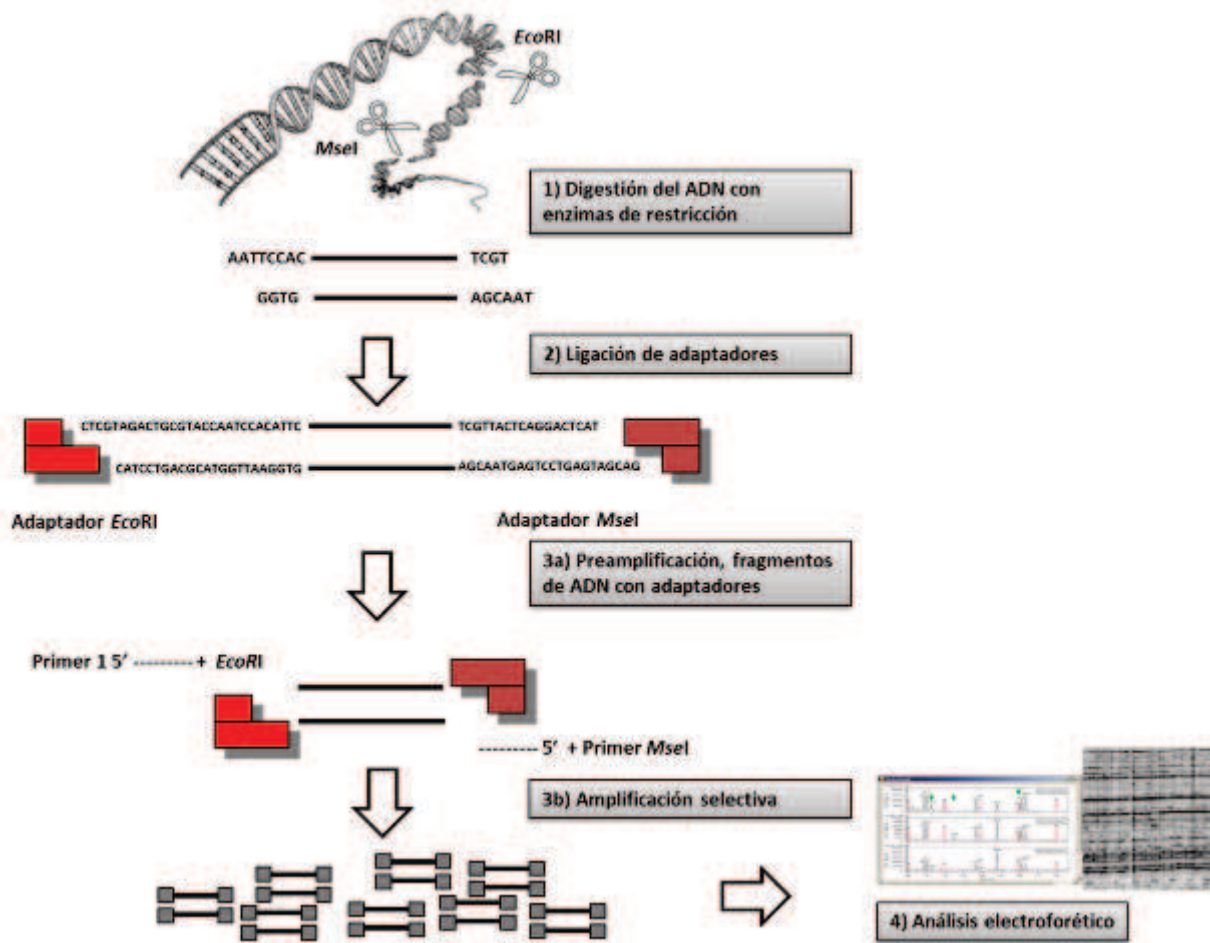 EcoRI
MseI
1) Digestión del ADN con
enzimas de restricción
AATTCCAC
TCGT
GGTG
AGCAAT
2) Ligación de adaptadores
CTCGTAGACTGCGTACCAATCCACATTC
TCGTTACTCAGGACTCAT
CATCCTGACGCATGGTTAAGGTG
AGCAATGAGTCCTGAGTAGCAG
Adaptador EcoRI
Adaptador MseI
3a) Preamplificación, fragmentos
de ADN con adaptadores
Primer 1 5' --------- + EcoRI
--------- 5' + Primer MseI
3b) Amplificación selectiva
4) Análisis electroforético